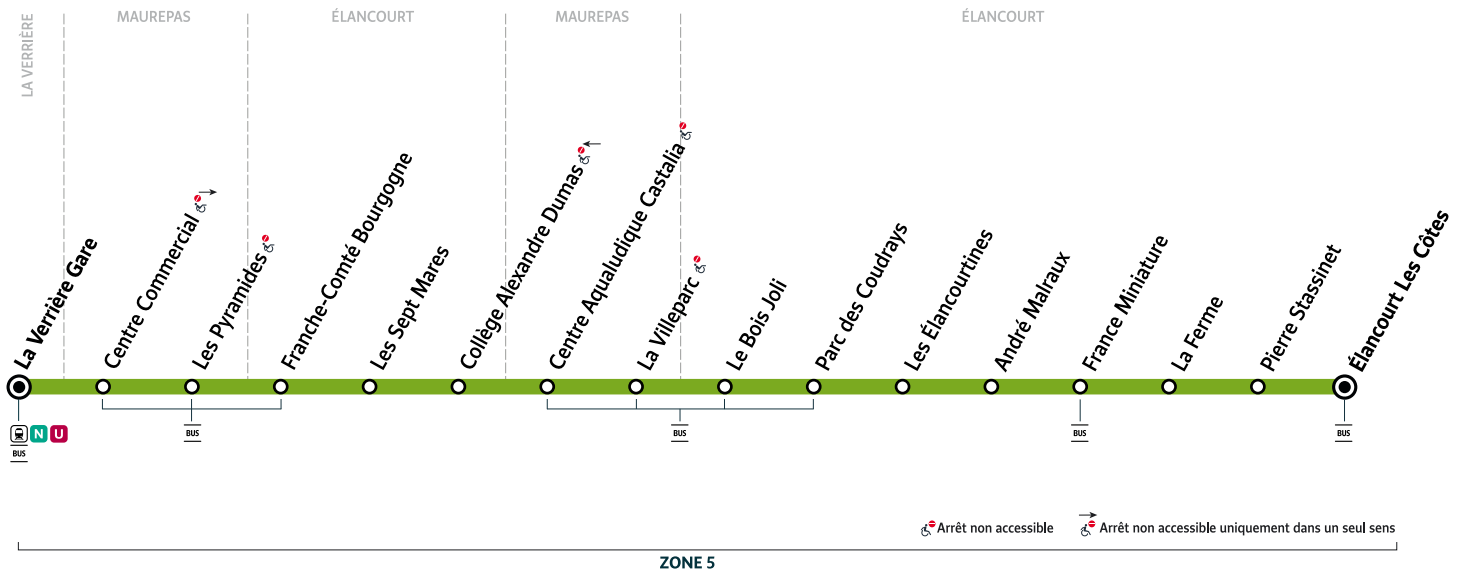 LA VERRIÈRE
MAUREPAS
ÉLANCOURT
MAUREPAS
ÉLANCOURT
La Verrière Gare
Centre Commercial
Les Pyramides
Franche-Comté Bourgogne
Les Sept Mares
Collège Alexandre Dumas
Centre Aqualudique Castalia
La Villeparc
Le Bois Joli
Parc des Coudrays
Les Élancourtines
André Malraux
France Miniature
La Ferme
Pierre Stassinet
Élancourt Les Côtes
N U
BUS
BUS
BUS
BUS
BUS
Arrêt non accessible
Arrêt non accessible uniquement dans un seul sens
ZONE 5